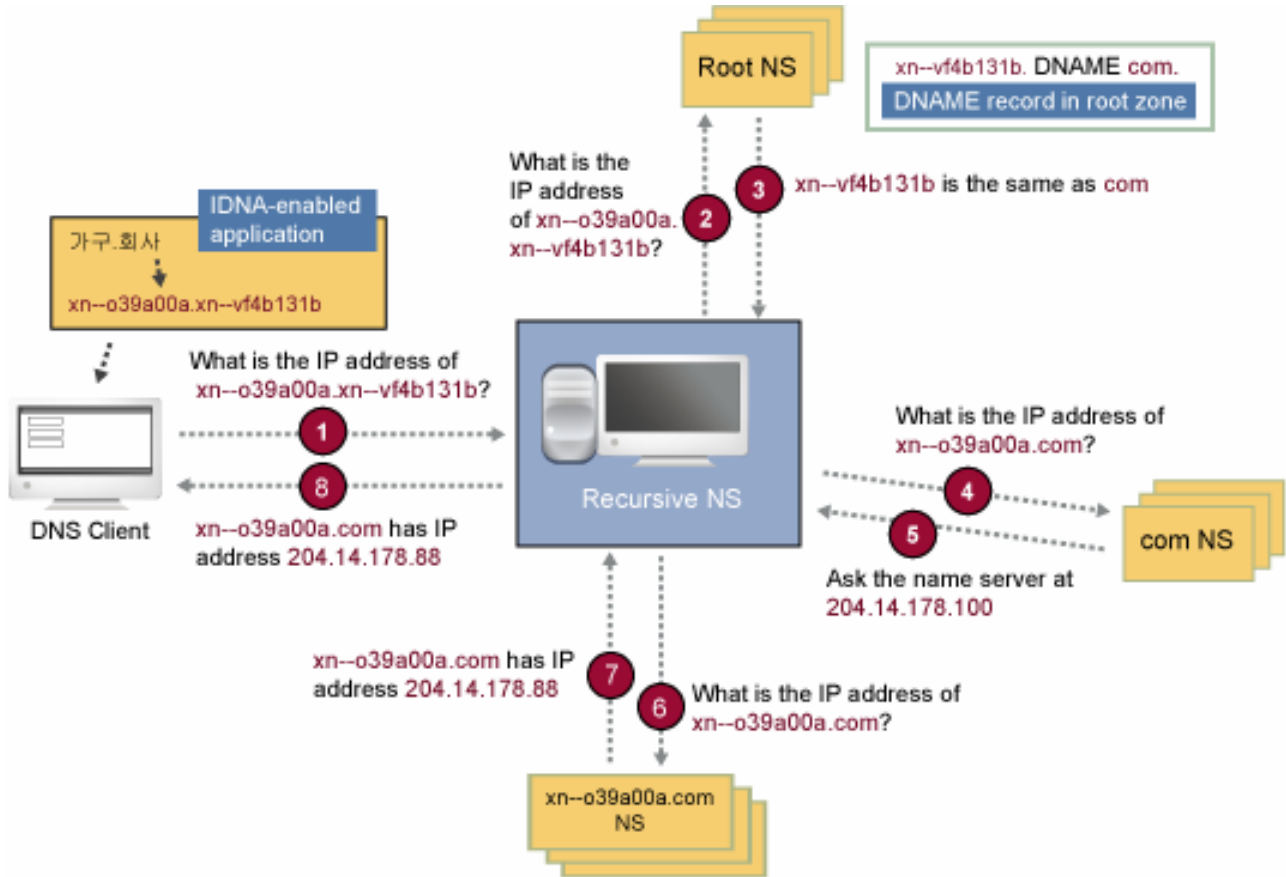 Root NS
xn--vf4b131b. DNAME com.
DNAME record in root zone
What is the
IP address
of xn--o39a00a.
xn--vf4b131b?
2
3
xn--vf4b131b is the same as com
IDNA-enabled
application
가구.회사
xn--o39a00a.xn--vf4b131b
What is the IP address of
xn--o39a00a.xn--vf4b131b?
1
8
xn--o39a00a.com has IP
address 204.14.178.88
DNS Client
Recursive NS
What is the IP address of
xn--o39a00a.com?
4
5
Ask the name server at
204.14.178.100
com NS
xn--o39a00a.com has IP
address 204.14.178.88
7
6
What is the IP address of
xn--o39a00a.com?
xn--o39a00a.com
NS